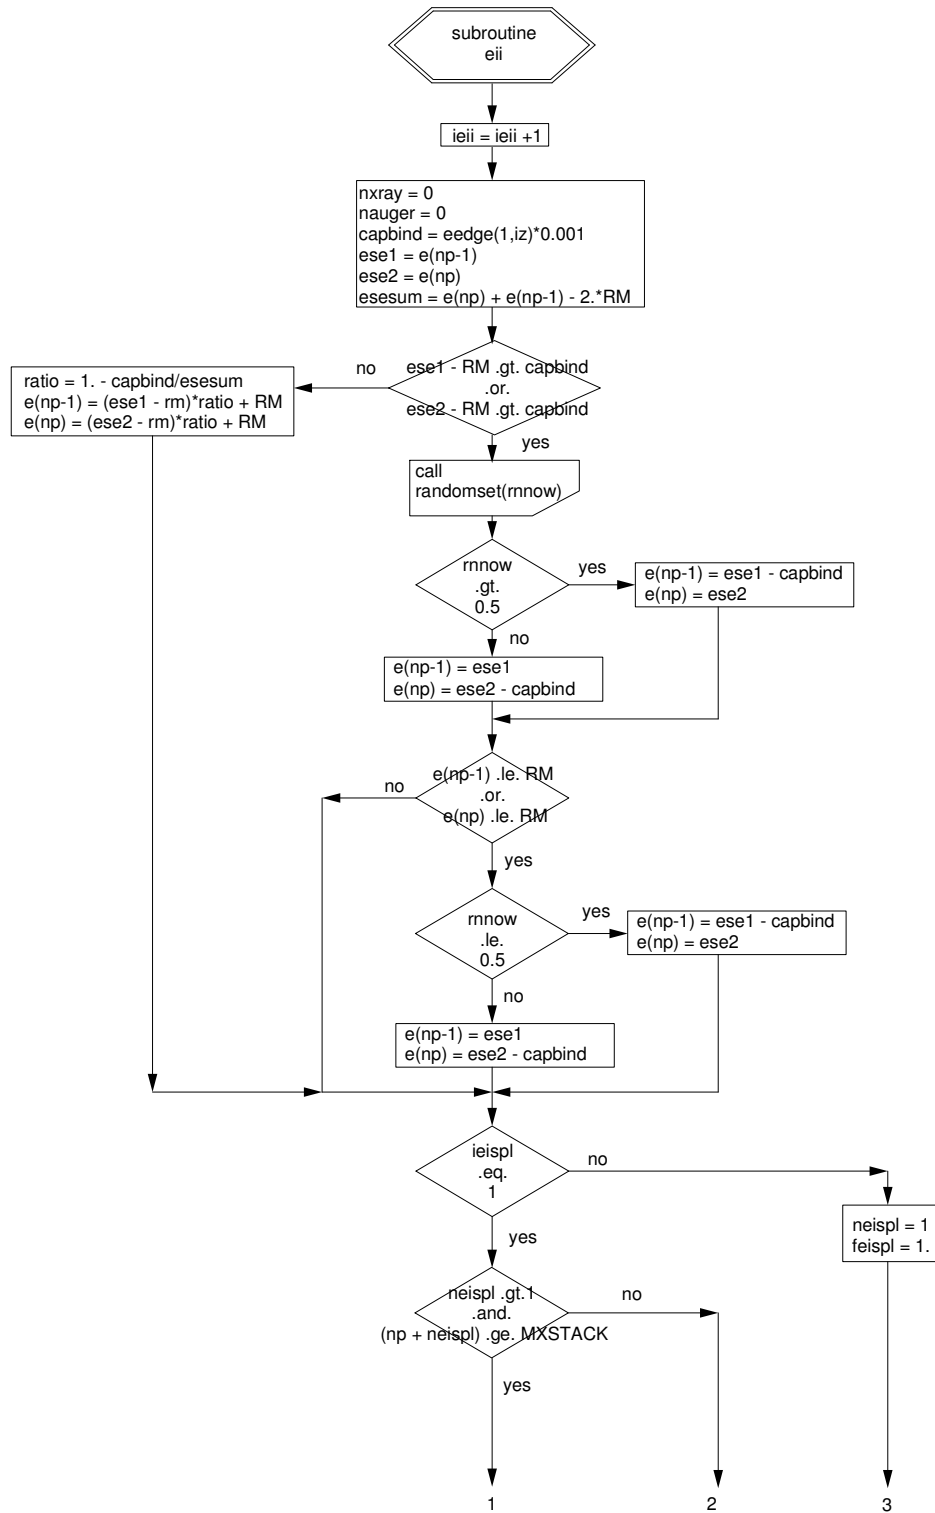 subroutine
eii
ieii = ieii +1
nxray = 0
nauger = 0
capbind = eedge(1,iz)*0.001
ese1 = e(np-1)
ese2 = e(np)
esesum = e(np) + e(np-1) - 2.*RM
ese1 - RM .gt. capbind
.or.
ese2 - RM .gt. capbind
no
ratio = 1. - capbind/esesum
e(np-1) = (ese1 - rm)*ratio + RM
e(np) = (ese2 - rm)*ratio + RM
yes
call
randomset(rnnow)
rnnow
.gt.
0.5
yes
e(np-1) = ese1 - capbind
e(np) = ese2
no
e(np-1) = ese1
e(np) = ese2 - capbind
e(np-1) .le. RM
.or.
e(np) .le. RM
no
yes
rnnow
.le.
0.5
yes
e(np-1) = ese1 - capbind
e(np) = ese2
no
e(np-1) = ese1
e(np) = ese2 - capbind
ieispl
.eq.
1
no
neispl = 1
feispl = 1.
yes
neispl .gt.1
.and.
(np + neispl) .ge. MXSTACK
no
yes
1
2
3